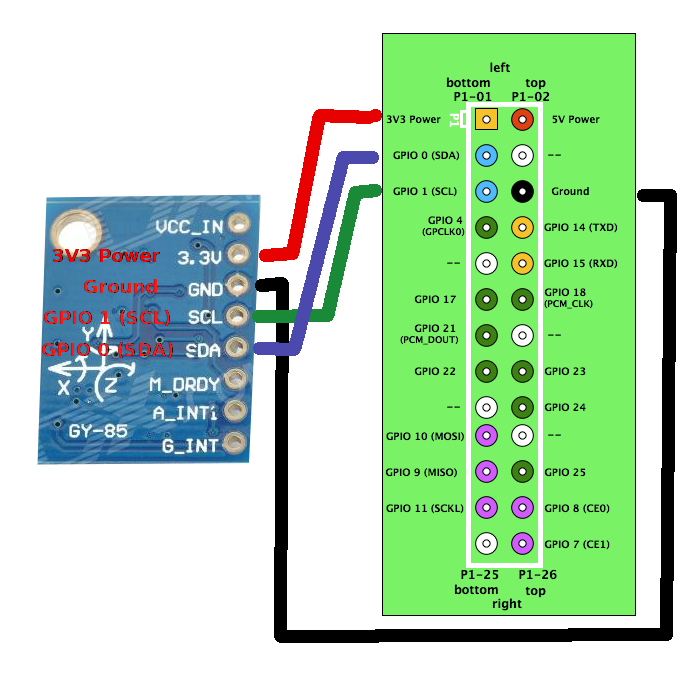 VCC_IN
3V3 Power 3.3V
Ground GND
GPIO 1 (SCL) SCL
GPIO 0 (SDA) SDA
Y
X Z
M_DRDY
A_INT1
GY-85
G_INT
left
bottom top
P1-01 P1-02
3V3 Power P1 5V Power
GPIO 0 (SDA) --
GPIO 1 (SCL) Ground
GPIO 4 GPIO 14 (TXD)
(GPCLK0)
-- GPIO 15 (RXD)
GPIO 17 GPIO 18
(PCM_CLK)
GPIO 21 --
(PCM_DOUT)
GPIO 22 GPIO 23
-- GPIO 24
GPIO 10 (MOSI) --
GPIO 9 (MISO) GPIO 25
GPIO 11 (SCKL) GPIO 8 (CE0)
GPIO 7 (CE1)
P1-25 P1-26
bottom top
right